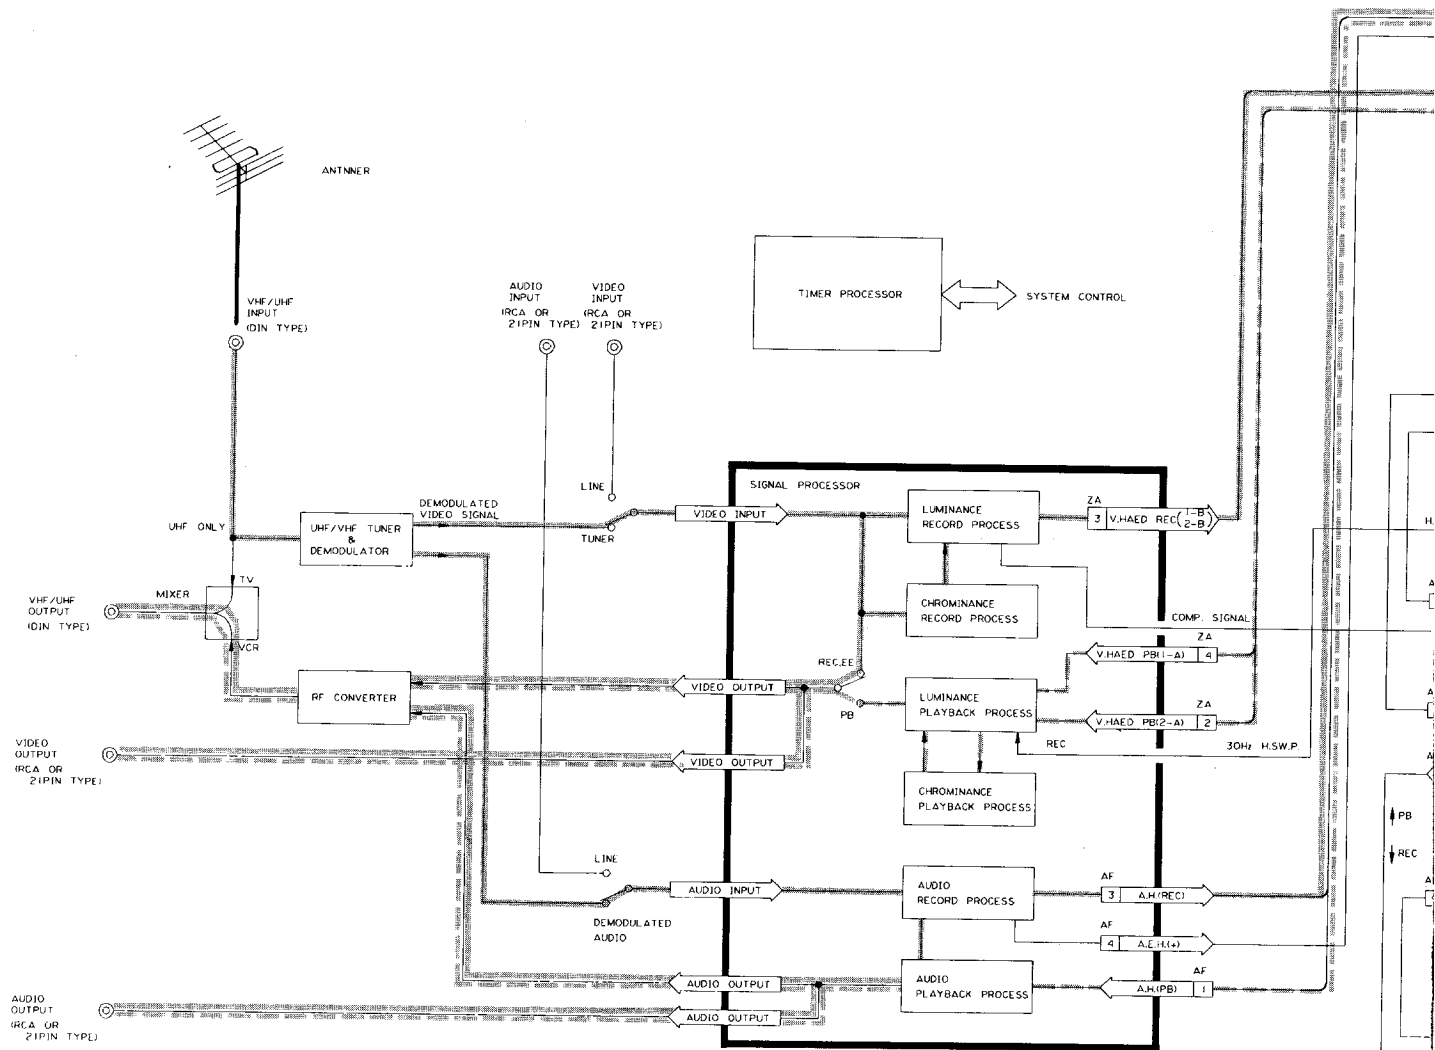 ANTNNER
VHF/UHF
INPUT
(DIN TYPE)
AUDIO
INPUT
(RCA OR
21PIN TYPE)
VIDEO
INPUT
(RCA OR
21PIN TYPE)
TIMER PROCESSOR
SYSTEM CONTROL
UHF ONLY
UHF/VHF TUNER
&
DEMODULATOR
DEMODULATED
VIDEO SIGNAL
LINE
TUNER
VIDEO INPUT
SIGNAL PROCESSOR
LUMINANCE
RECORD PROCESS
ZA
3 V.HAED REC(1-B
2-B)
CHROMINANCE
RECORD PROCESS
COMP. SIGNAL
H.
A
MIXER
TV
VCR
VHF/UHF
OUTPUT
(DIN TYPE)
RF CONVERTER
VIDEO OUTPUT
REC,EE
PB
LUMINANCE
PLAYBACK PROCESS
ZA
V.HAED PB(1-A) 4
ZA
V.HAED PB(2-A) 2
REC
30Hz H.SW.P.
A
VIDEO
OUTPUT
(RCA OR
21PIN TYPE)
VIDEO OUTPUT
CHROMINANCE
PLAYBACK PROCESS
A
PB
REC
LINE
DEMODULATED
AUDIO
AUDIO INPUT
AUDIO
RECORD PROCESS
AF
3 A.H.(REC)
AF
4 A.E.H.(+)
A
AUDIO OUTPUT
AUDIO
PLAYBACK PROCESS
AF
A.H.(PB) 1
AUDIO
OUTPUT
(RCA OR
21PIN TYPE)
AUDIO OUTPUT